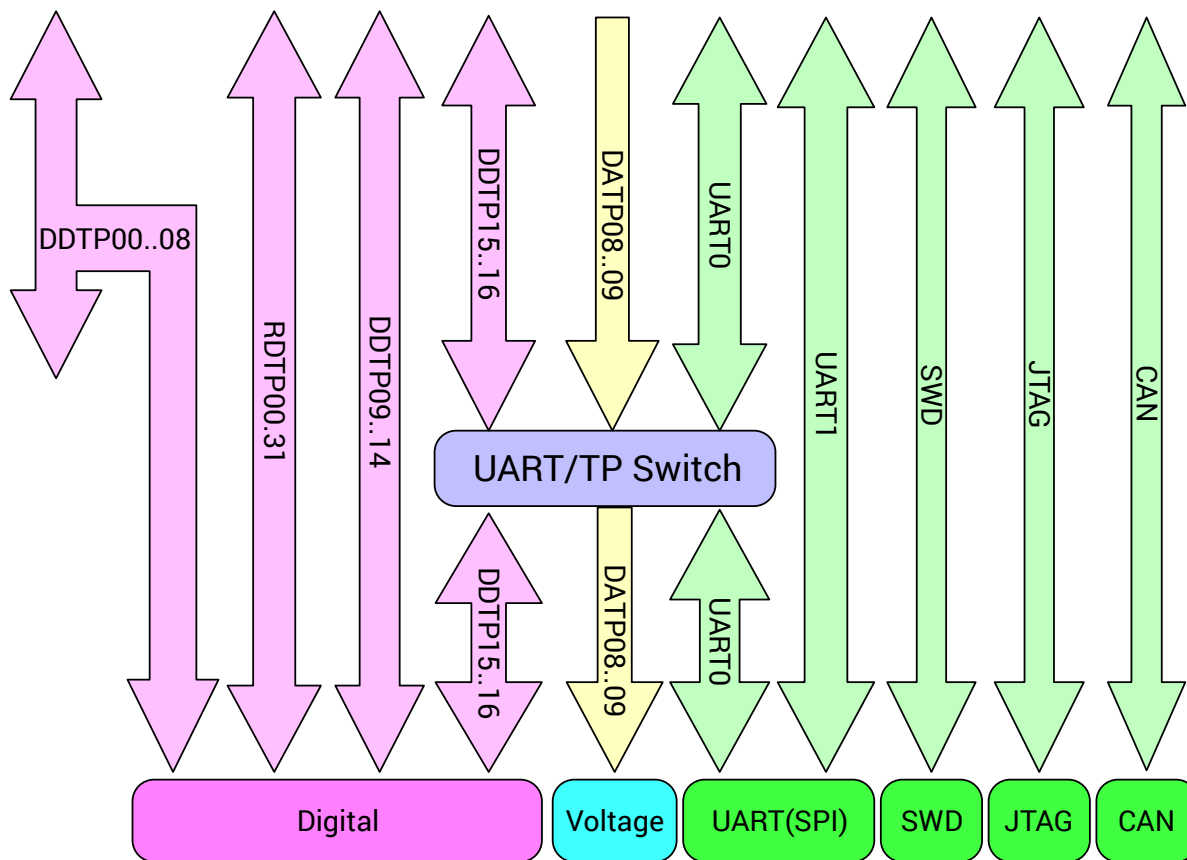 DDTP00..08
RDTP00.31
DDTP09..14
DDTP15..16
DATP08..09
UART0
UART1
SWD
JTAG
CAN
UART/TP Switch
DDTP15..16
DATP08..09
UART0
Digital
Voltage
UART(SPI)
SWD
JTAG
CAN